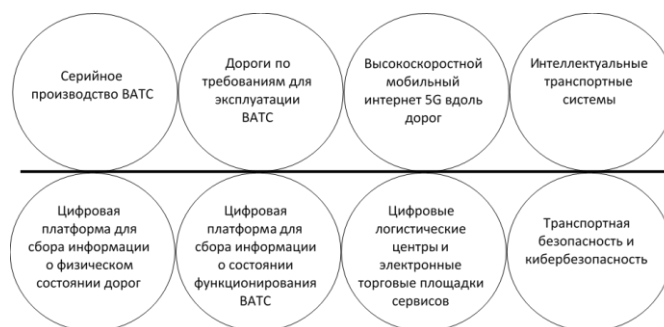 Серийное
производство ВАТС
Дороги по
требованиям для
эксплуатации
ВАТС
Высокоскоростной
мобильный
интернет 5G вдоль
дорог
Интеллектуальные
транспортные
системы
Цифровая
платформа для
сбора информации
о физическом
состоянии дорог
Цифровая
платформа для
сбора информации
о состоянии
функционирования
ВАТС
Цифровые
логистические
центры и
электронные
торговые площадки
сервисов
Транспортная
безопасность и
кибербезопасность